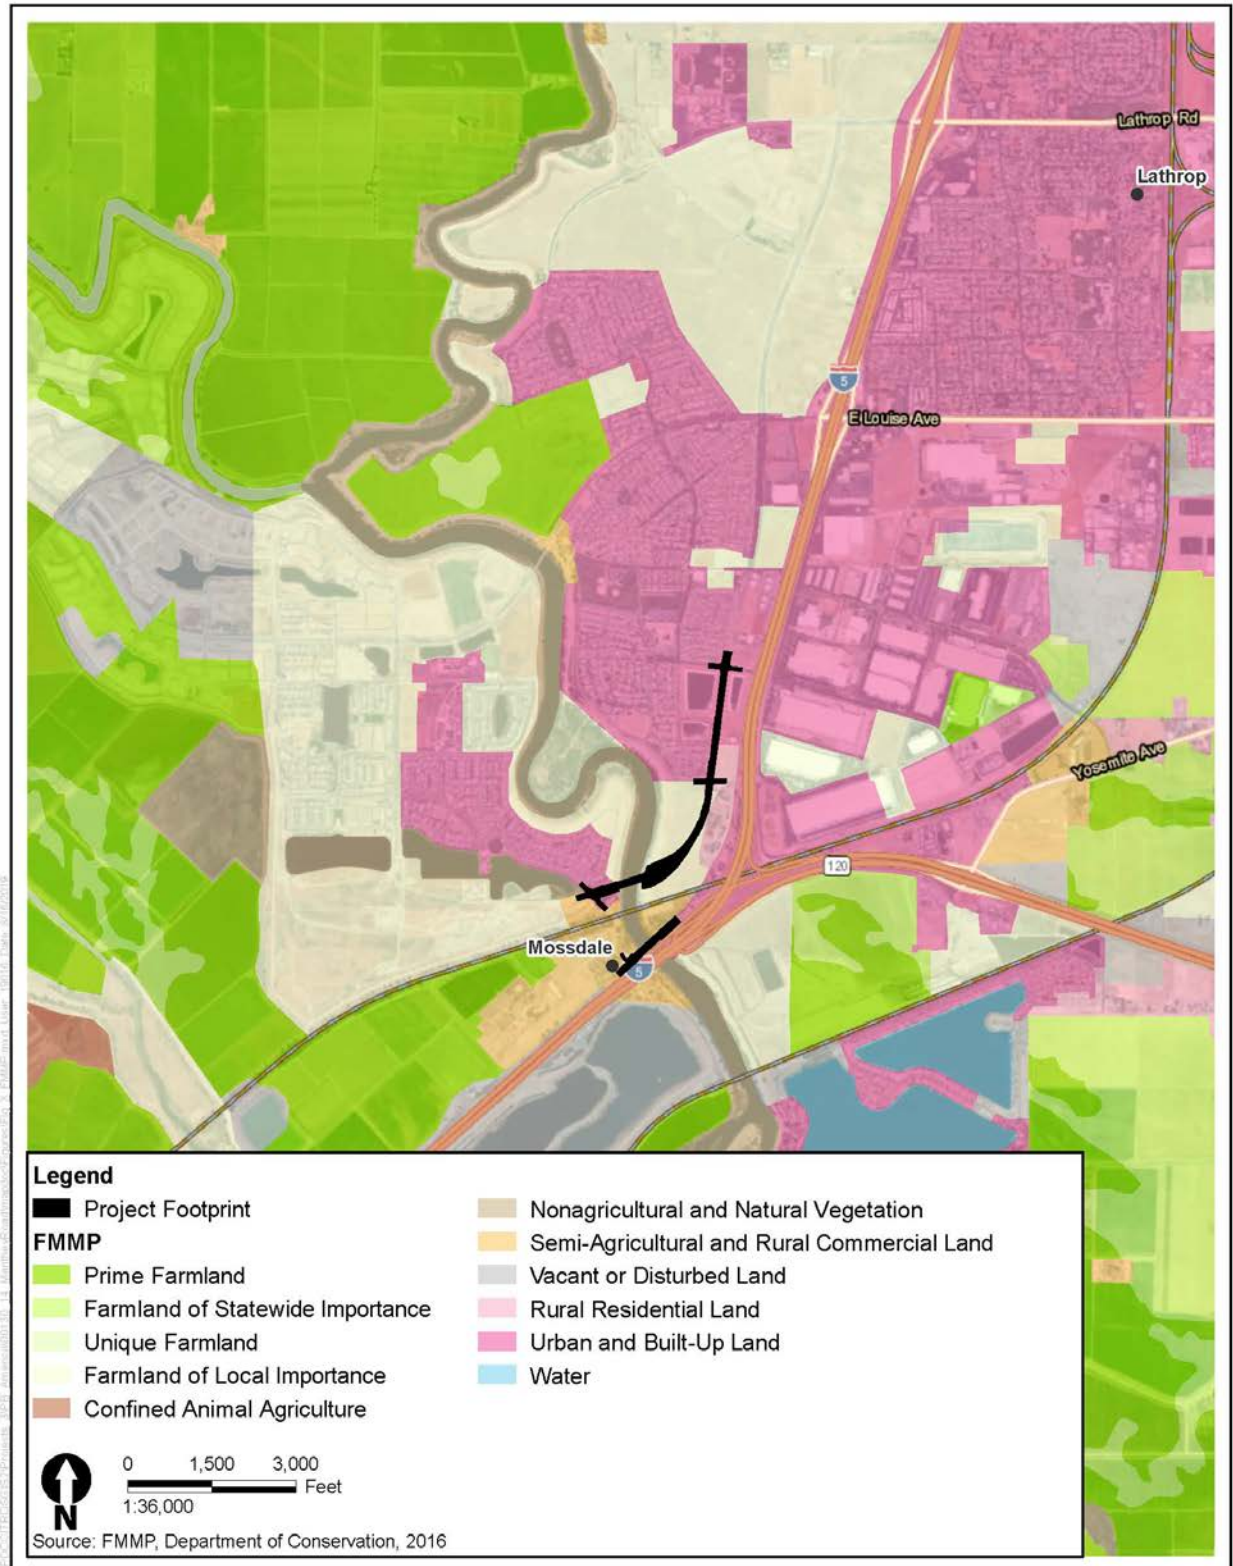 Lathrop Rd
Lathrop
5
E Louise Ave
Yosemite Ave
120
Mossdale
5
Legend
Project Footprint
FMMP
Prime Farmland
Farmland of Statewide Importance
Unique Farmland
Farmland of Local Importance
Confined Animal Agriculture
Nonagricultural and Natural Vegetation
Semi-Agricultural and Rural Commercial Land
Vacant or Disturbed Land
Rural Residential Land
Urban and Built-Up Land
Water
0 1,500 3,000
Feet
1:36,000
N
Source: FMMP, Department of Conservation, 2016